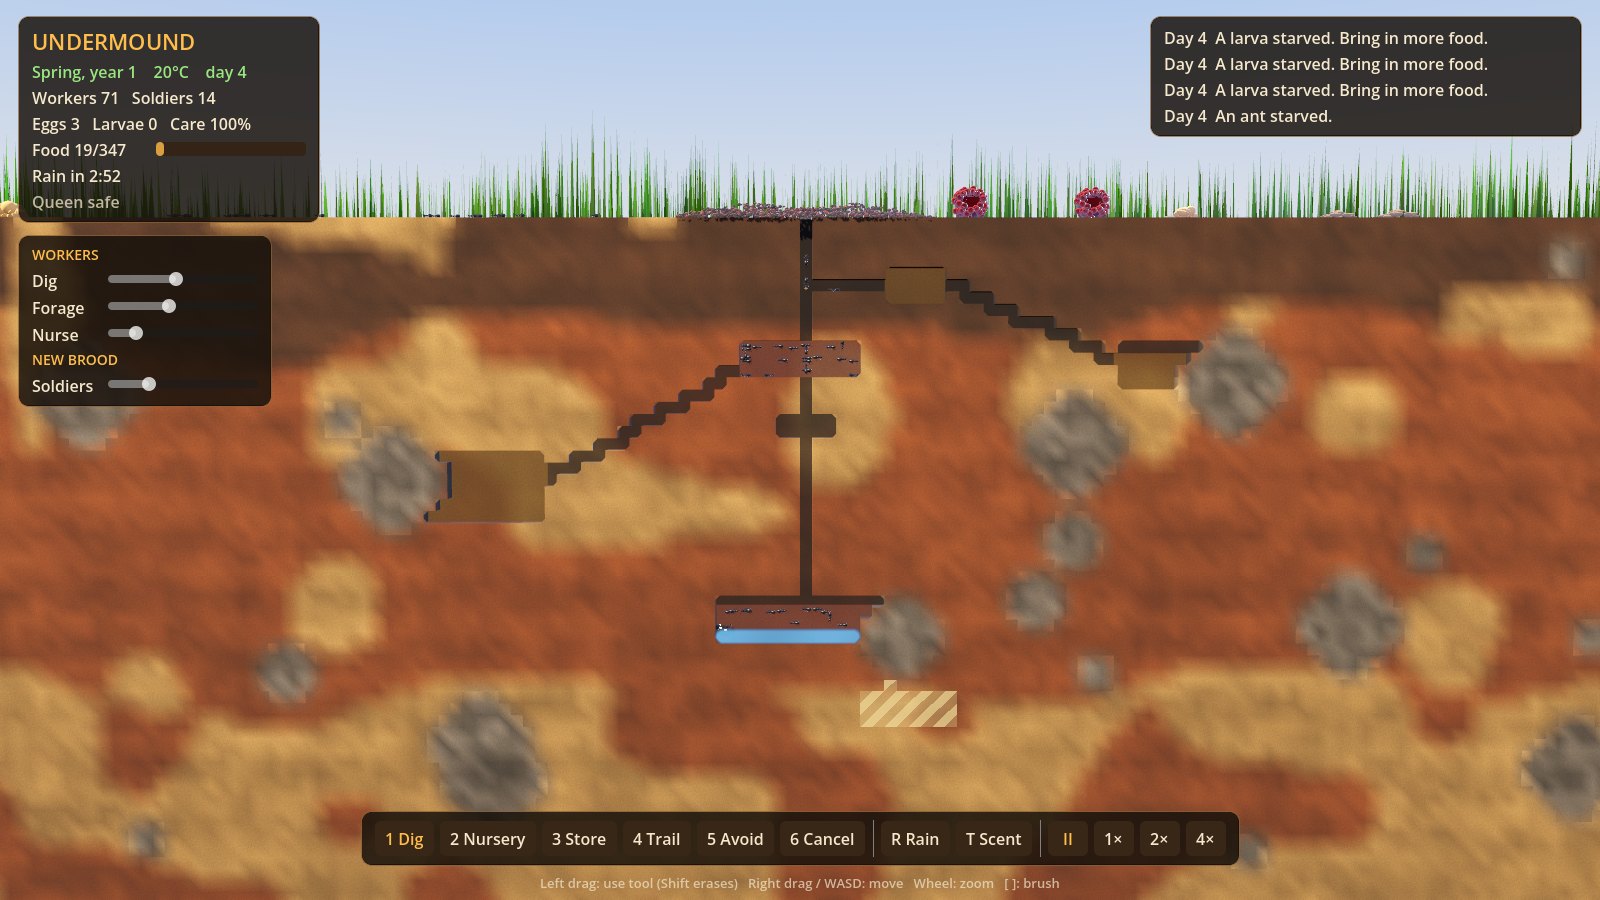 UNDERMOUND
Spring, year 1 20°C day 4
Workers 71 Soldiers 14
Eggs 3 Larvae 0 Care 100%
Food 19/347
Rain in 2:52
Queen safe
WORKERS
Dig
Forage
Nurse
NEW BROOD
Soldiers
Day 4 A larva starved. Bring in more food.
Day 4 A larva starved. Bring in more food.
Day 4 A larva starved. Bring in more food.
Day 4 An ant starved.
1 Dig 2 Nursery 3 Store 4 Trail 5 Avoid 6 Cancel R Rain T Scent II 1× 2× 4×
Left drag: use tool (Shift erases) Right drag / WASD: move Wheel: zoom [ ]: brush